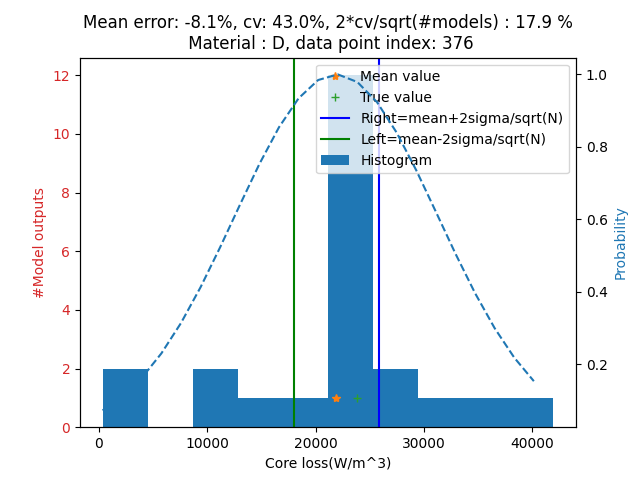 Mean error: -8.1%, cv: 43.0%, 2*cv/sqrt(#models) : 17.9 %
Material : D, data point index: 376
Mean value
True value
Right=mean+2sigma/sqrt(N)
Left=mean-2sigma/sqrt(N)
Histogram
#Model outputs
12
10
8
6
4
2
0
1.0
0.8
0.6
0.4
0.2
Probability
0 10000 20000 30000 40000
Core loss(W/m^3)